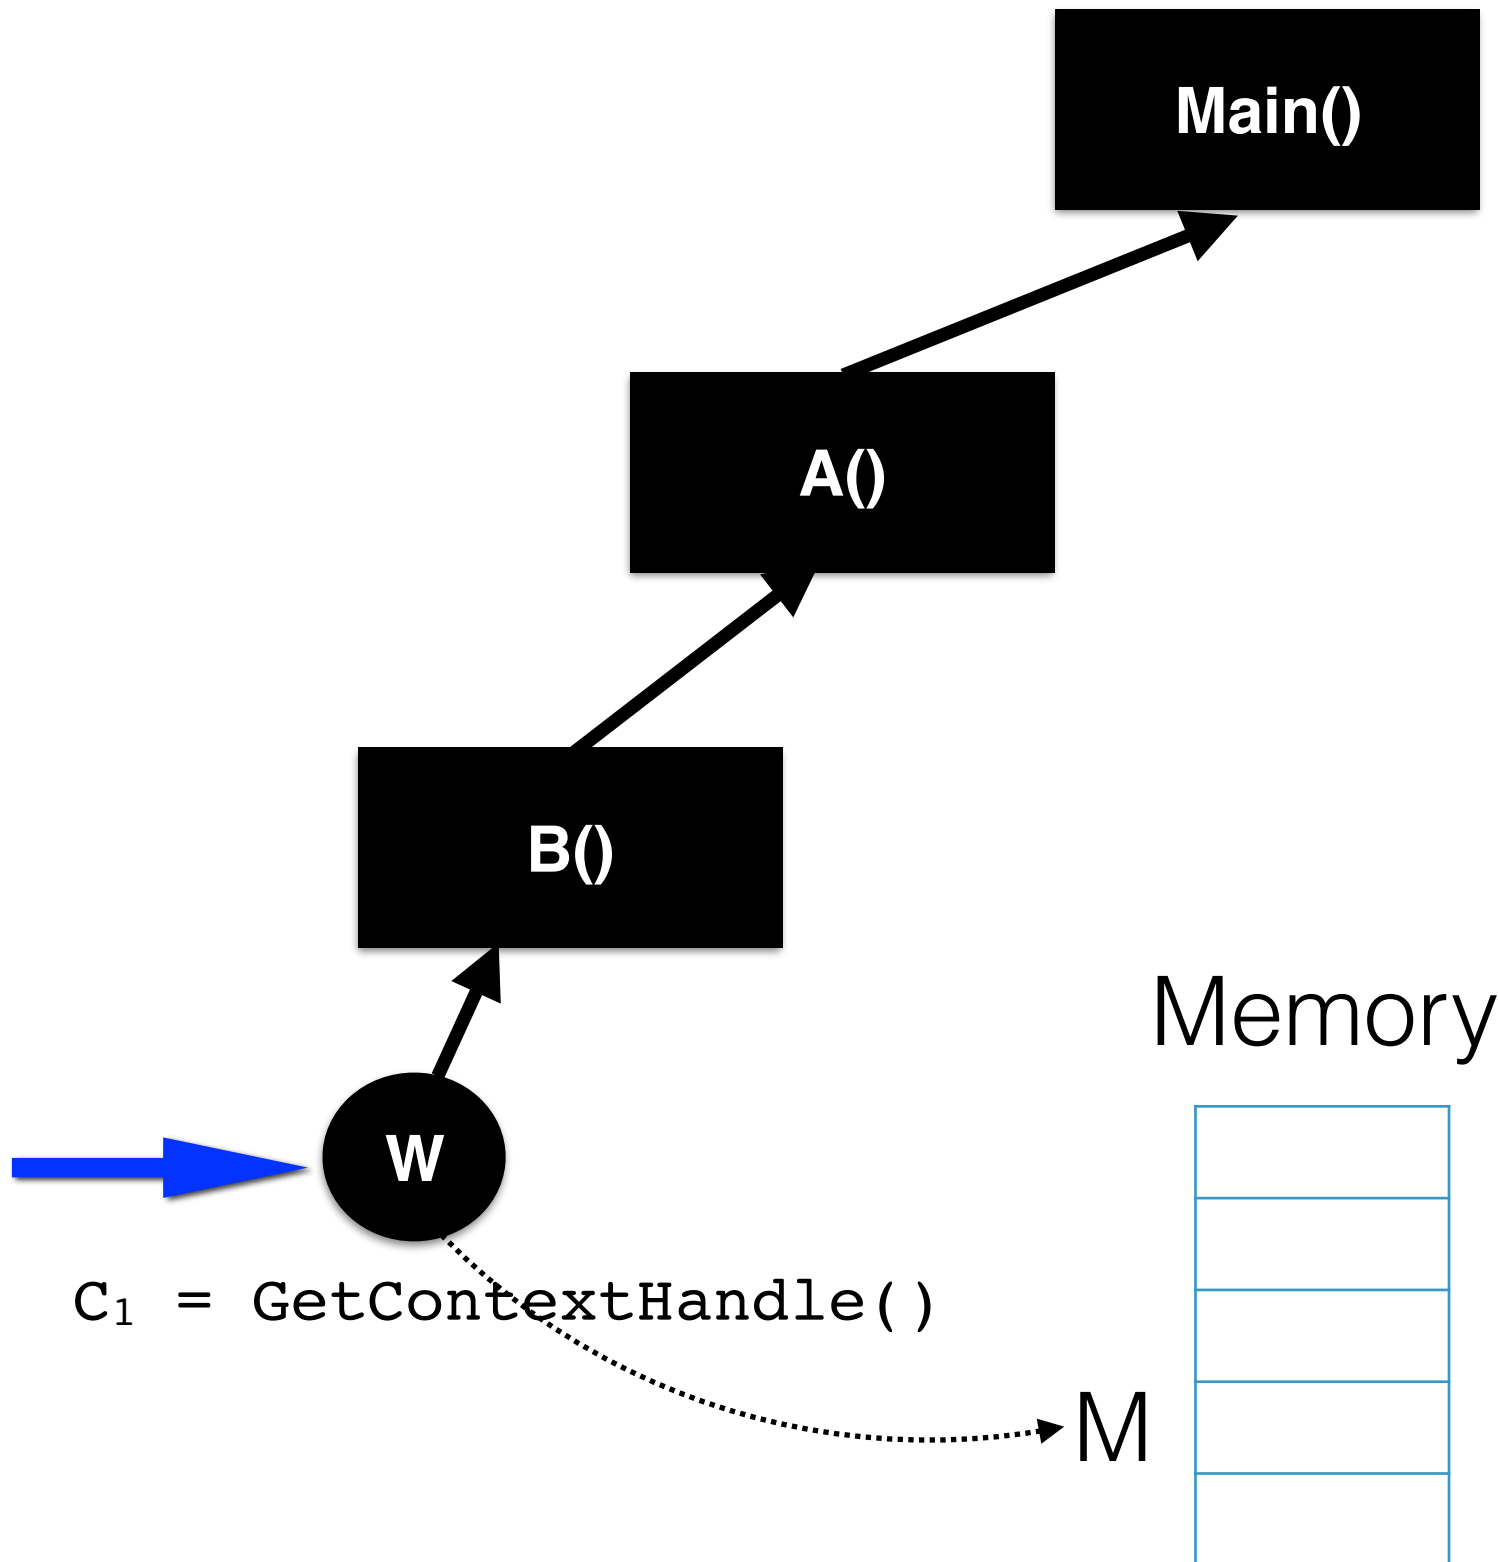 Main()
A()
B()
Memory
W
C₁ = GetContextHandle()
M